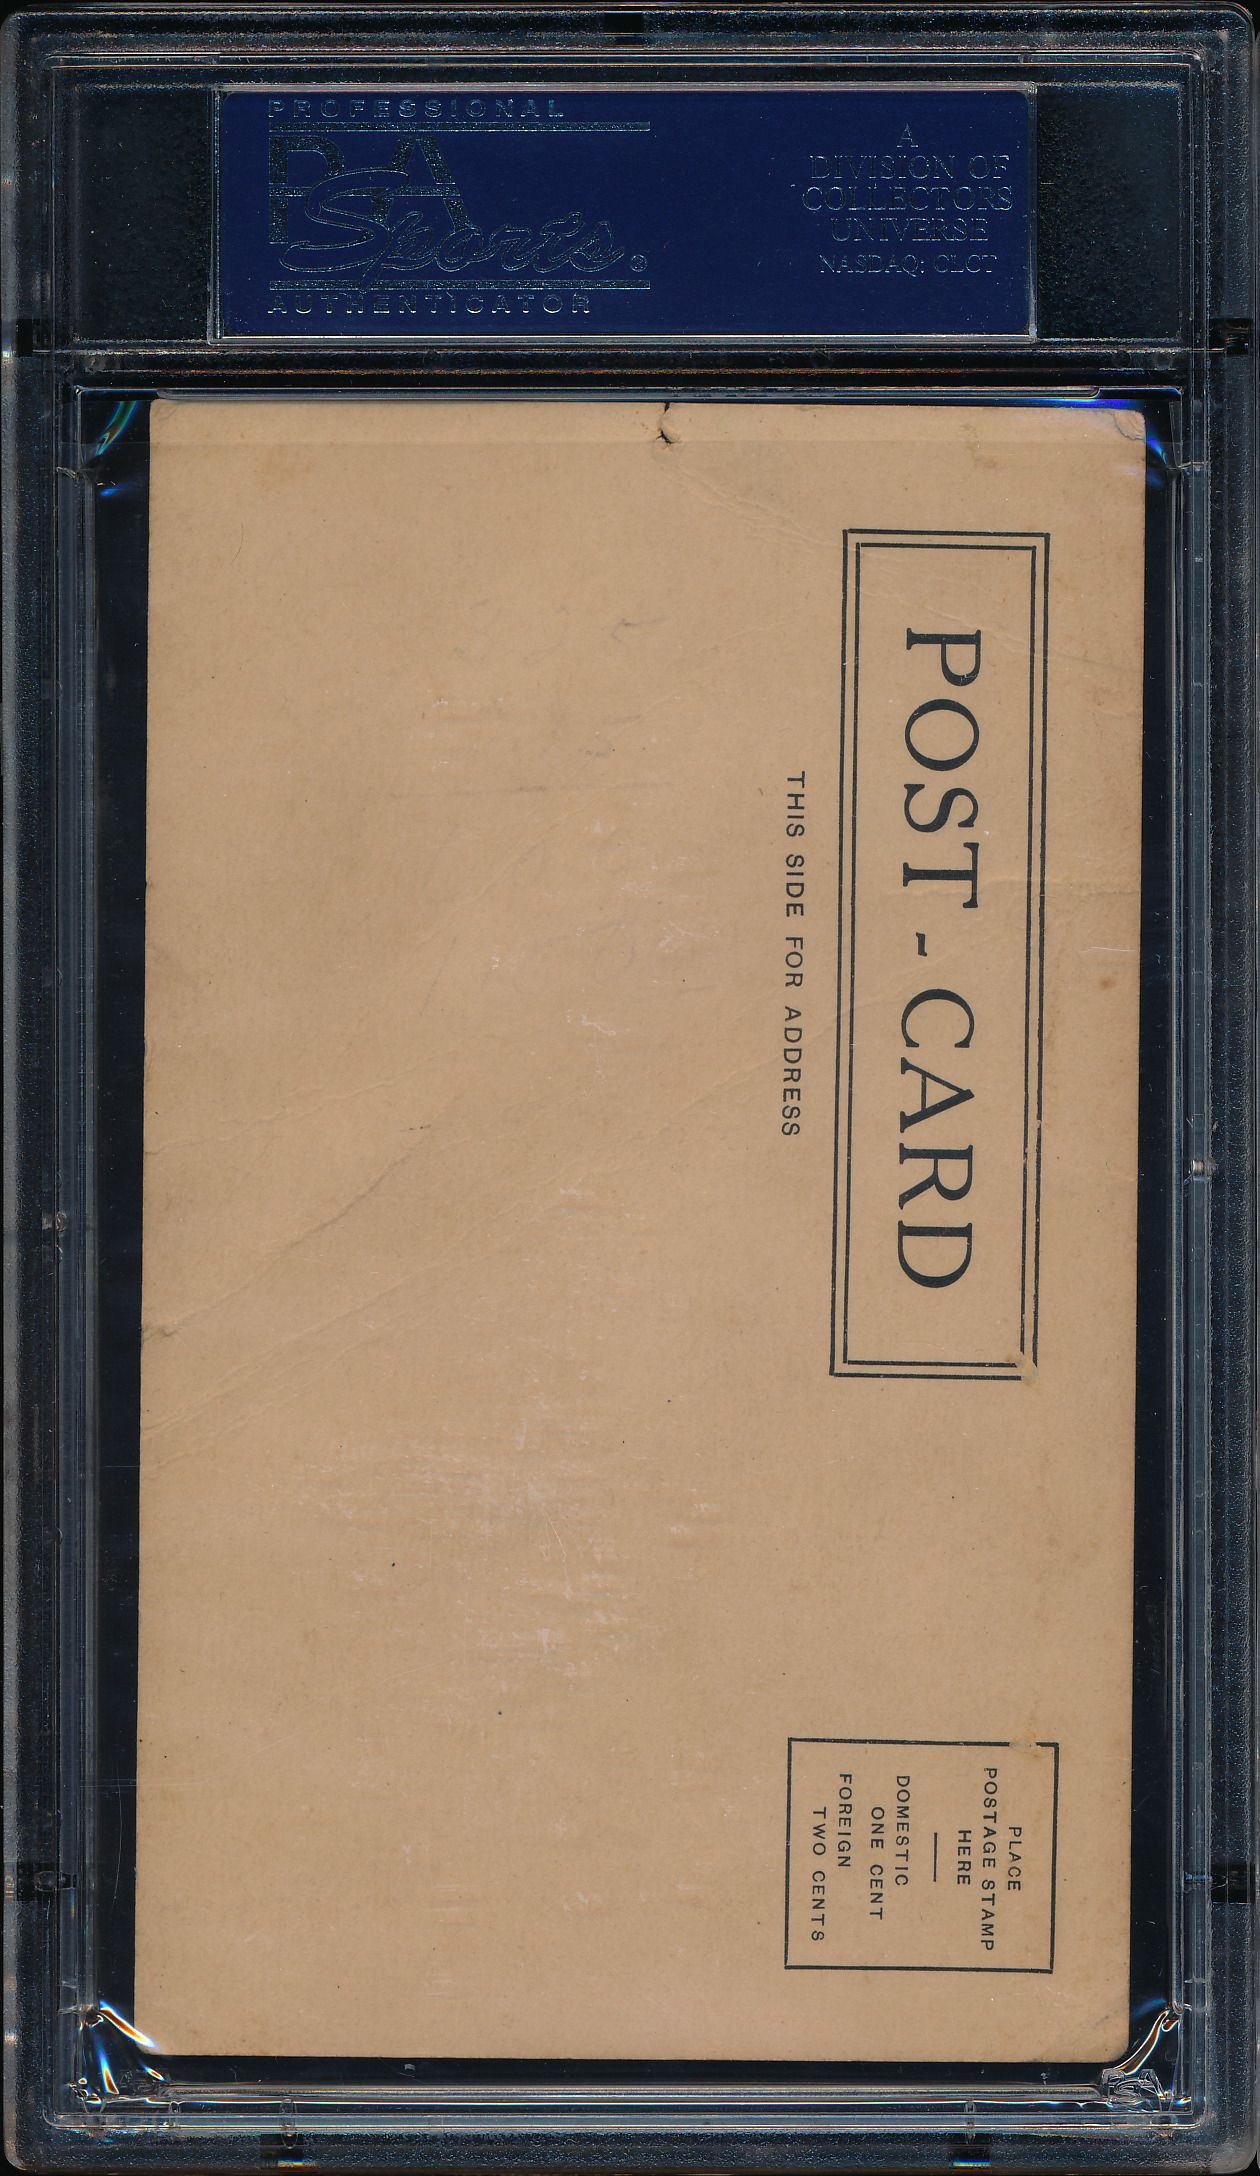 PROFESSIONAL
PSA
Sports®
AUTHENTICATOR
A
DIVISION OF
COLLECTORS
UNIVERSE
NASDAQ: CLCT
POST-CARD
THIS SIDE FOR ADDRESS
PLACE
POSTAGE STAMP
HERE
DOMESTIC
ONE CENT
FOREIGN
TWO CENTS
PSA